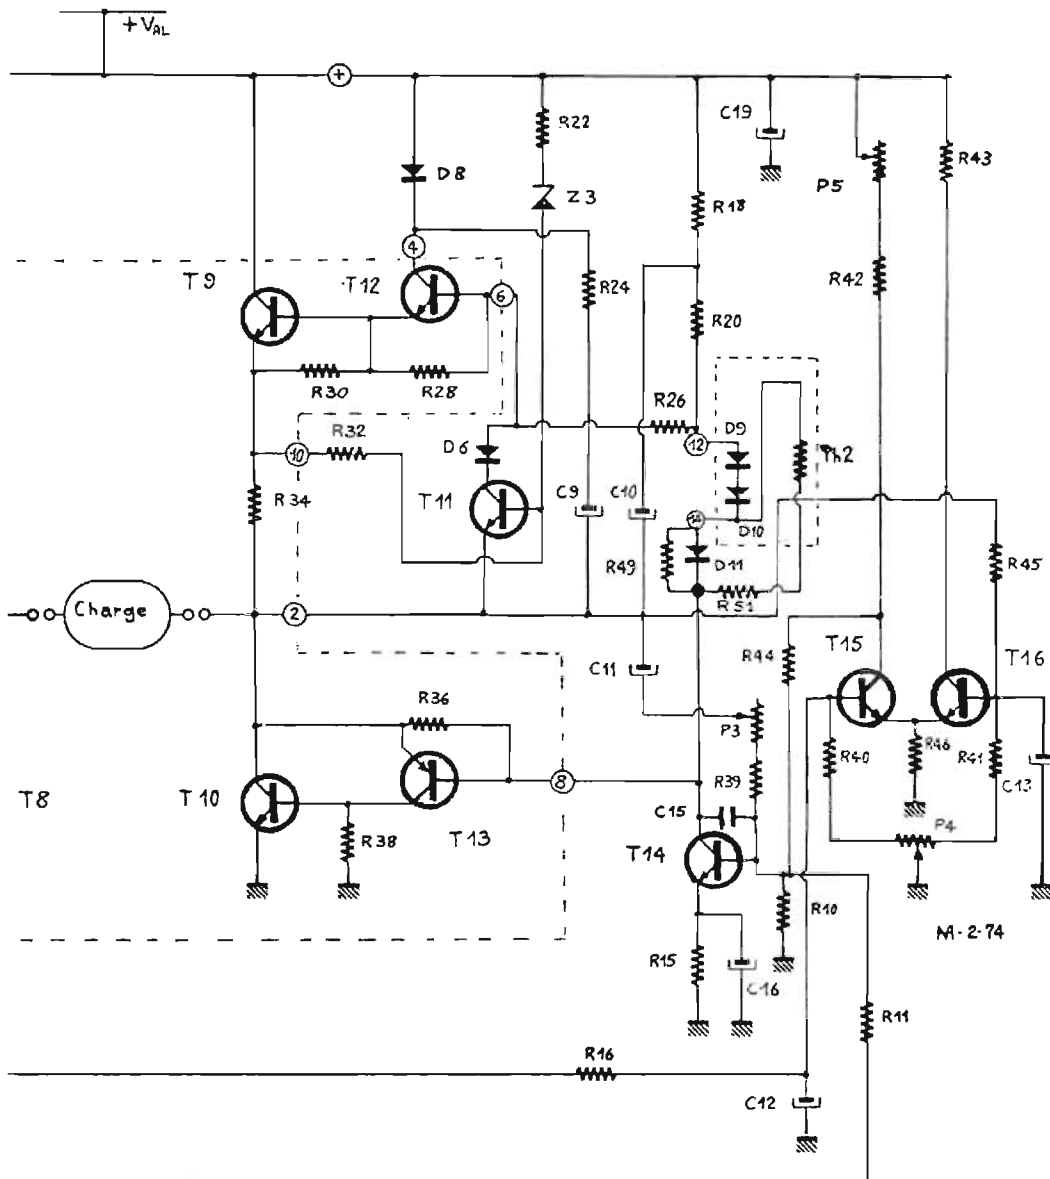 +VAL
+
R22
C19
R43
D8
Z3
P5
R18
4
T9
T12
R24
R42
6
R20
R30
R28
R26
R32
D6
12
D9
Th2
10
R34
T11
C9
C10
14
D10
R49
D11
R45
Charge
2
R51
R44
T15
T16
C11
R36
P3
R40
R46
R41
C13
T8
T10
8
R39
C15
T13
R38
T14
P4
R10
M-2-74
R15
C16
R11
R16
C12